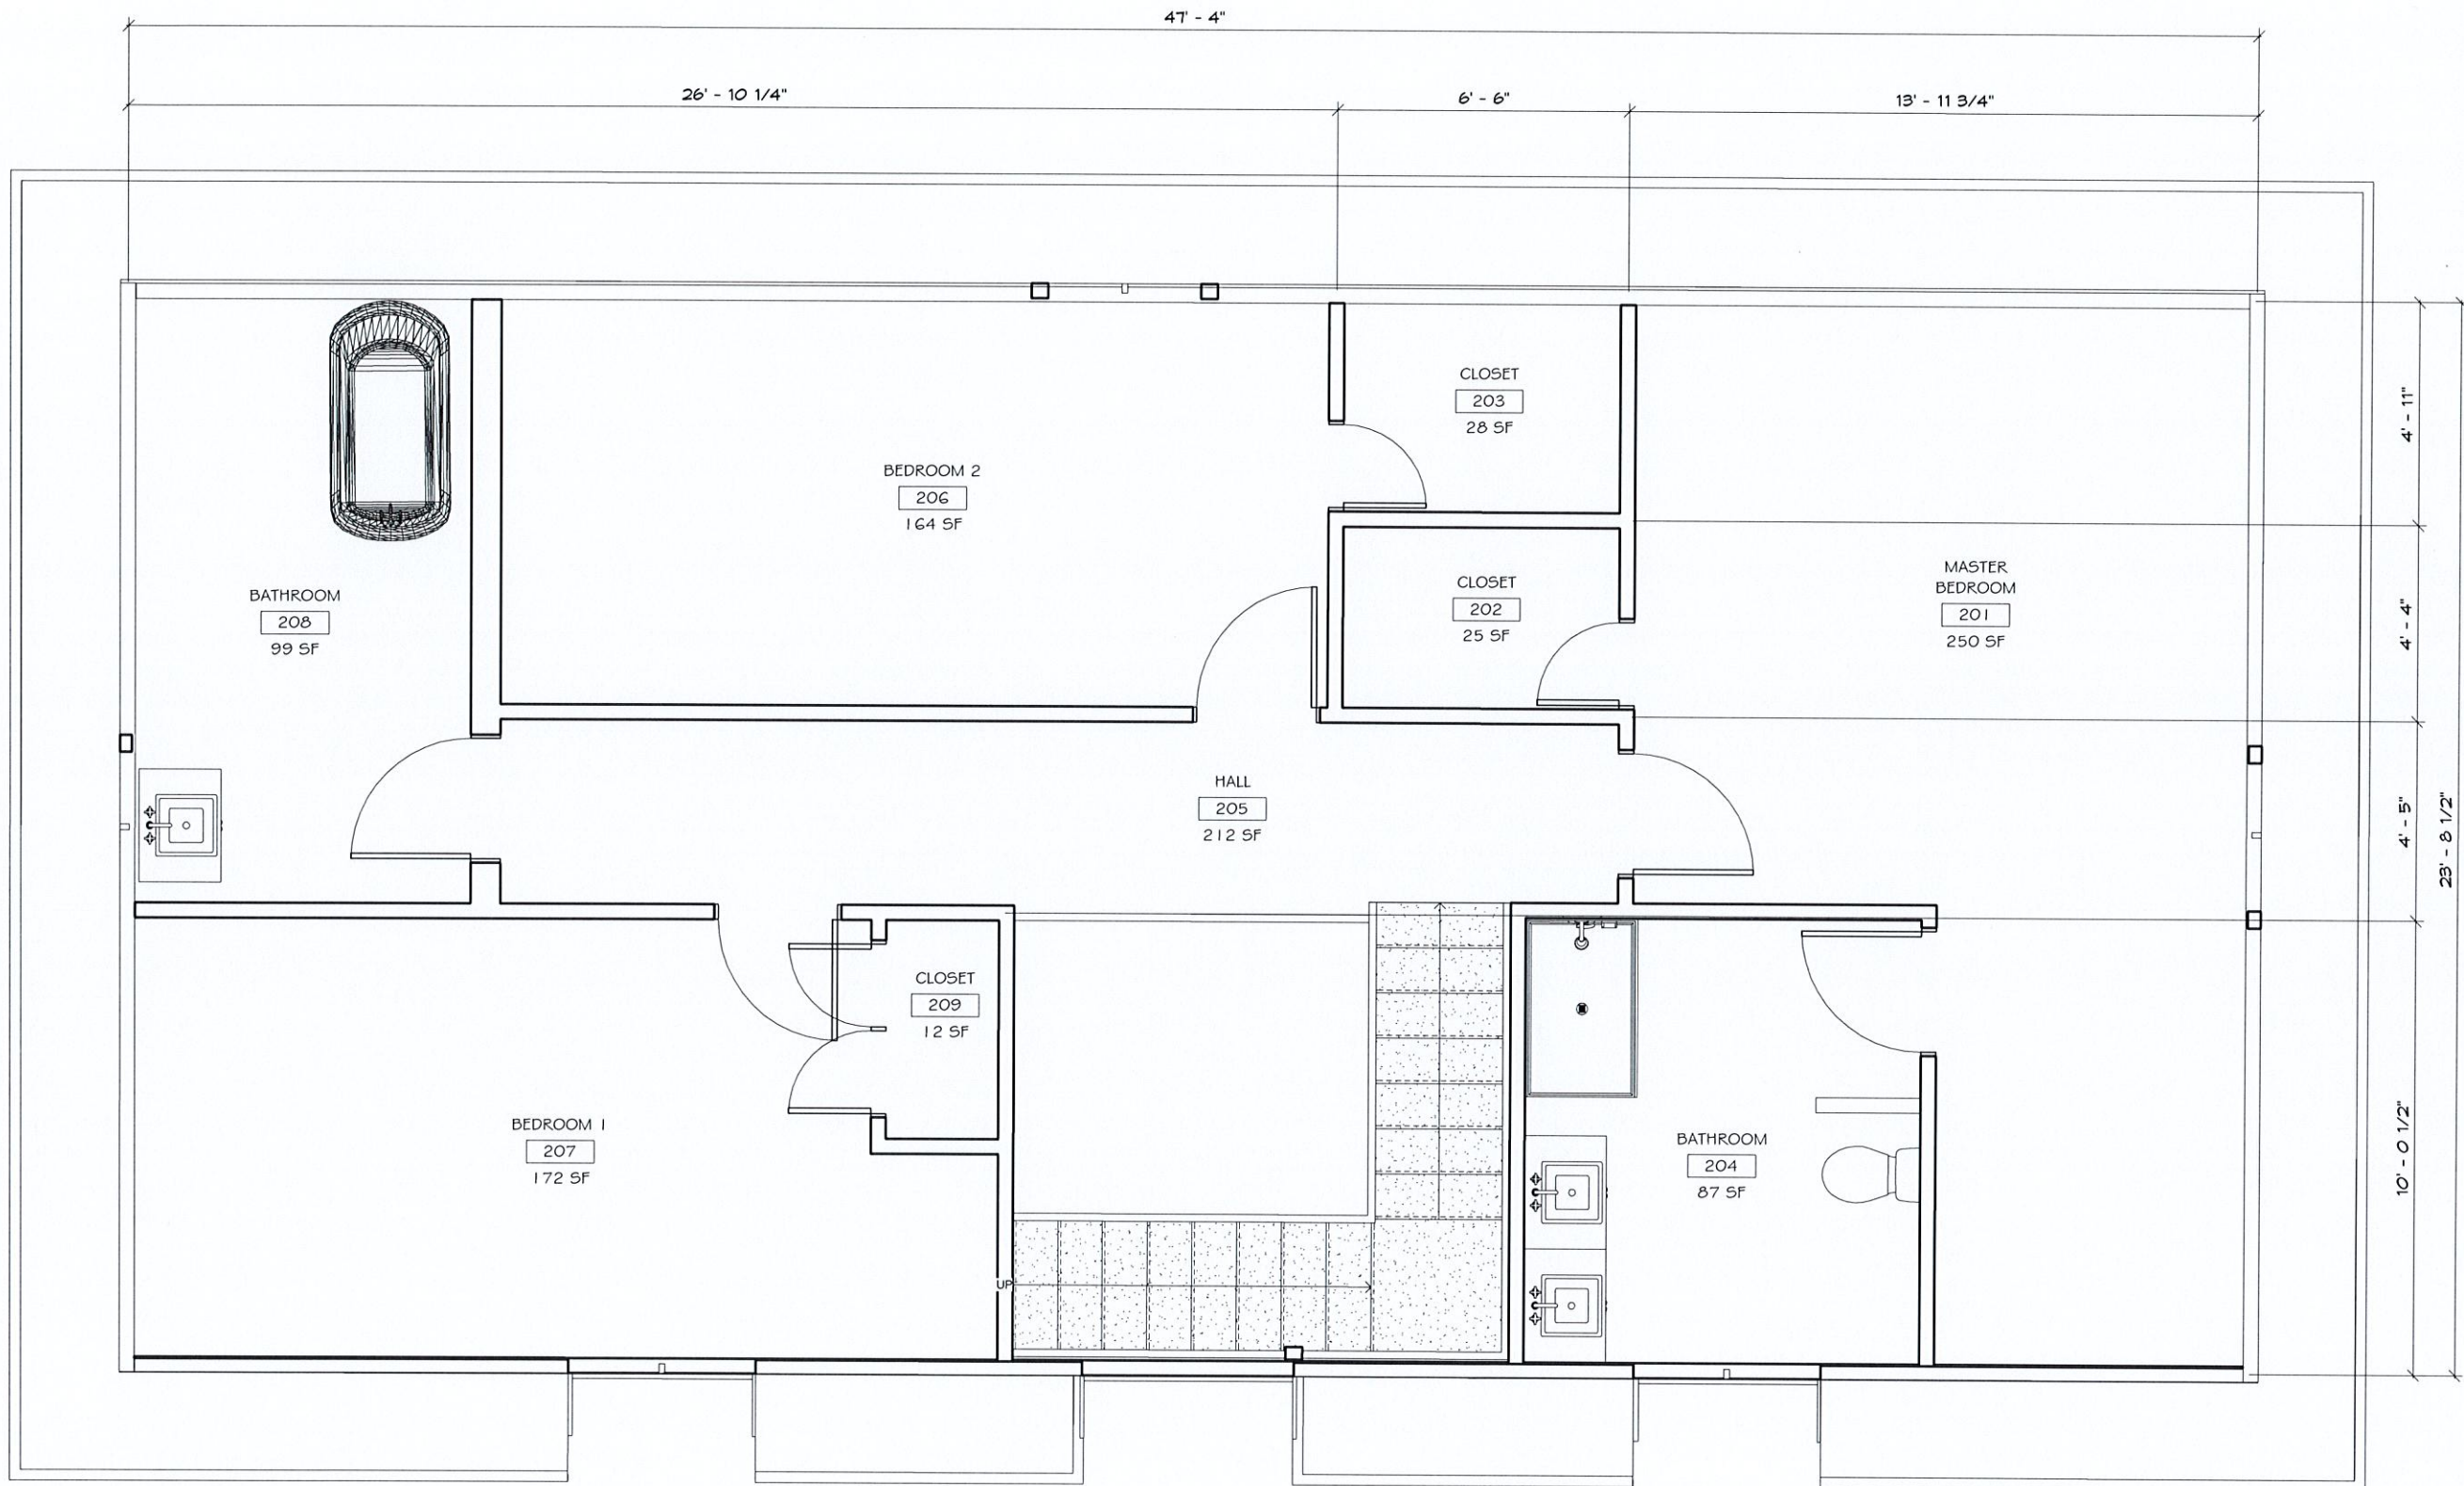 47' - 4"
26' - 10 1/4"
6' - 6"
13' - 11 3/4"
CLOSET
203
28 SF
4' - 11"
BEDROOM 2
206
164 SF
MASTER
BEDROOM
201
250 SF
CLOSET
202
25 SF
BATHROOM
208
99 SF
4' - 4"
HALL
205
212 SF
4' - 5"
23' - 8 1/2"
CLOSET
209
12 SF
BEDROOM 1
207
172 SF
BATHROOM
204
87 SF
10' - 0 1/2"
UP